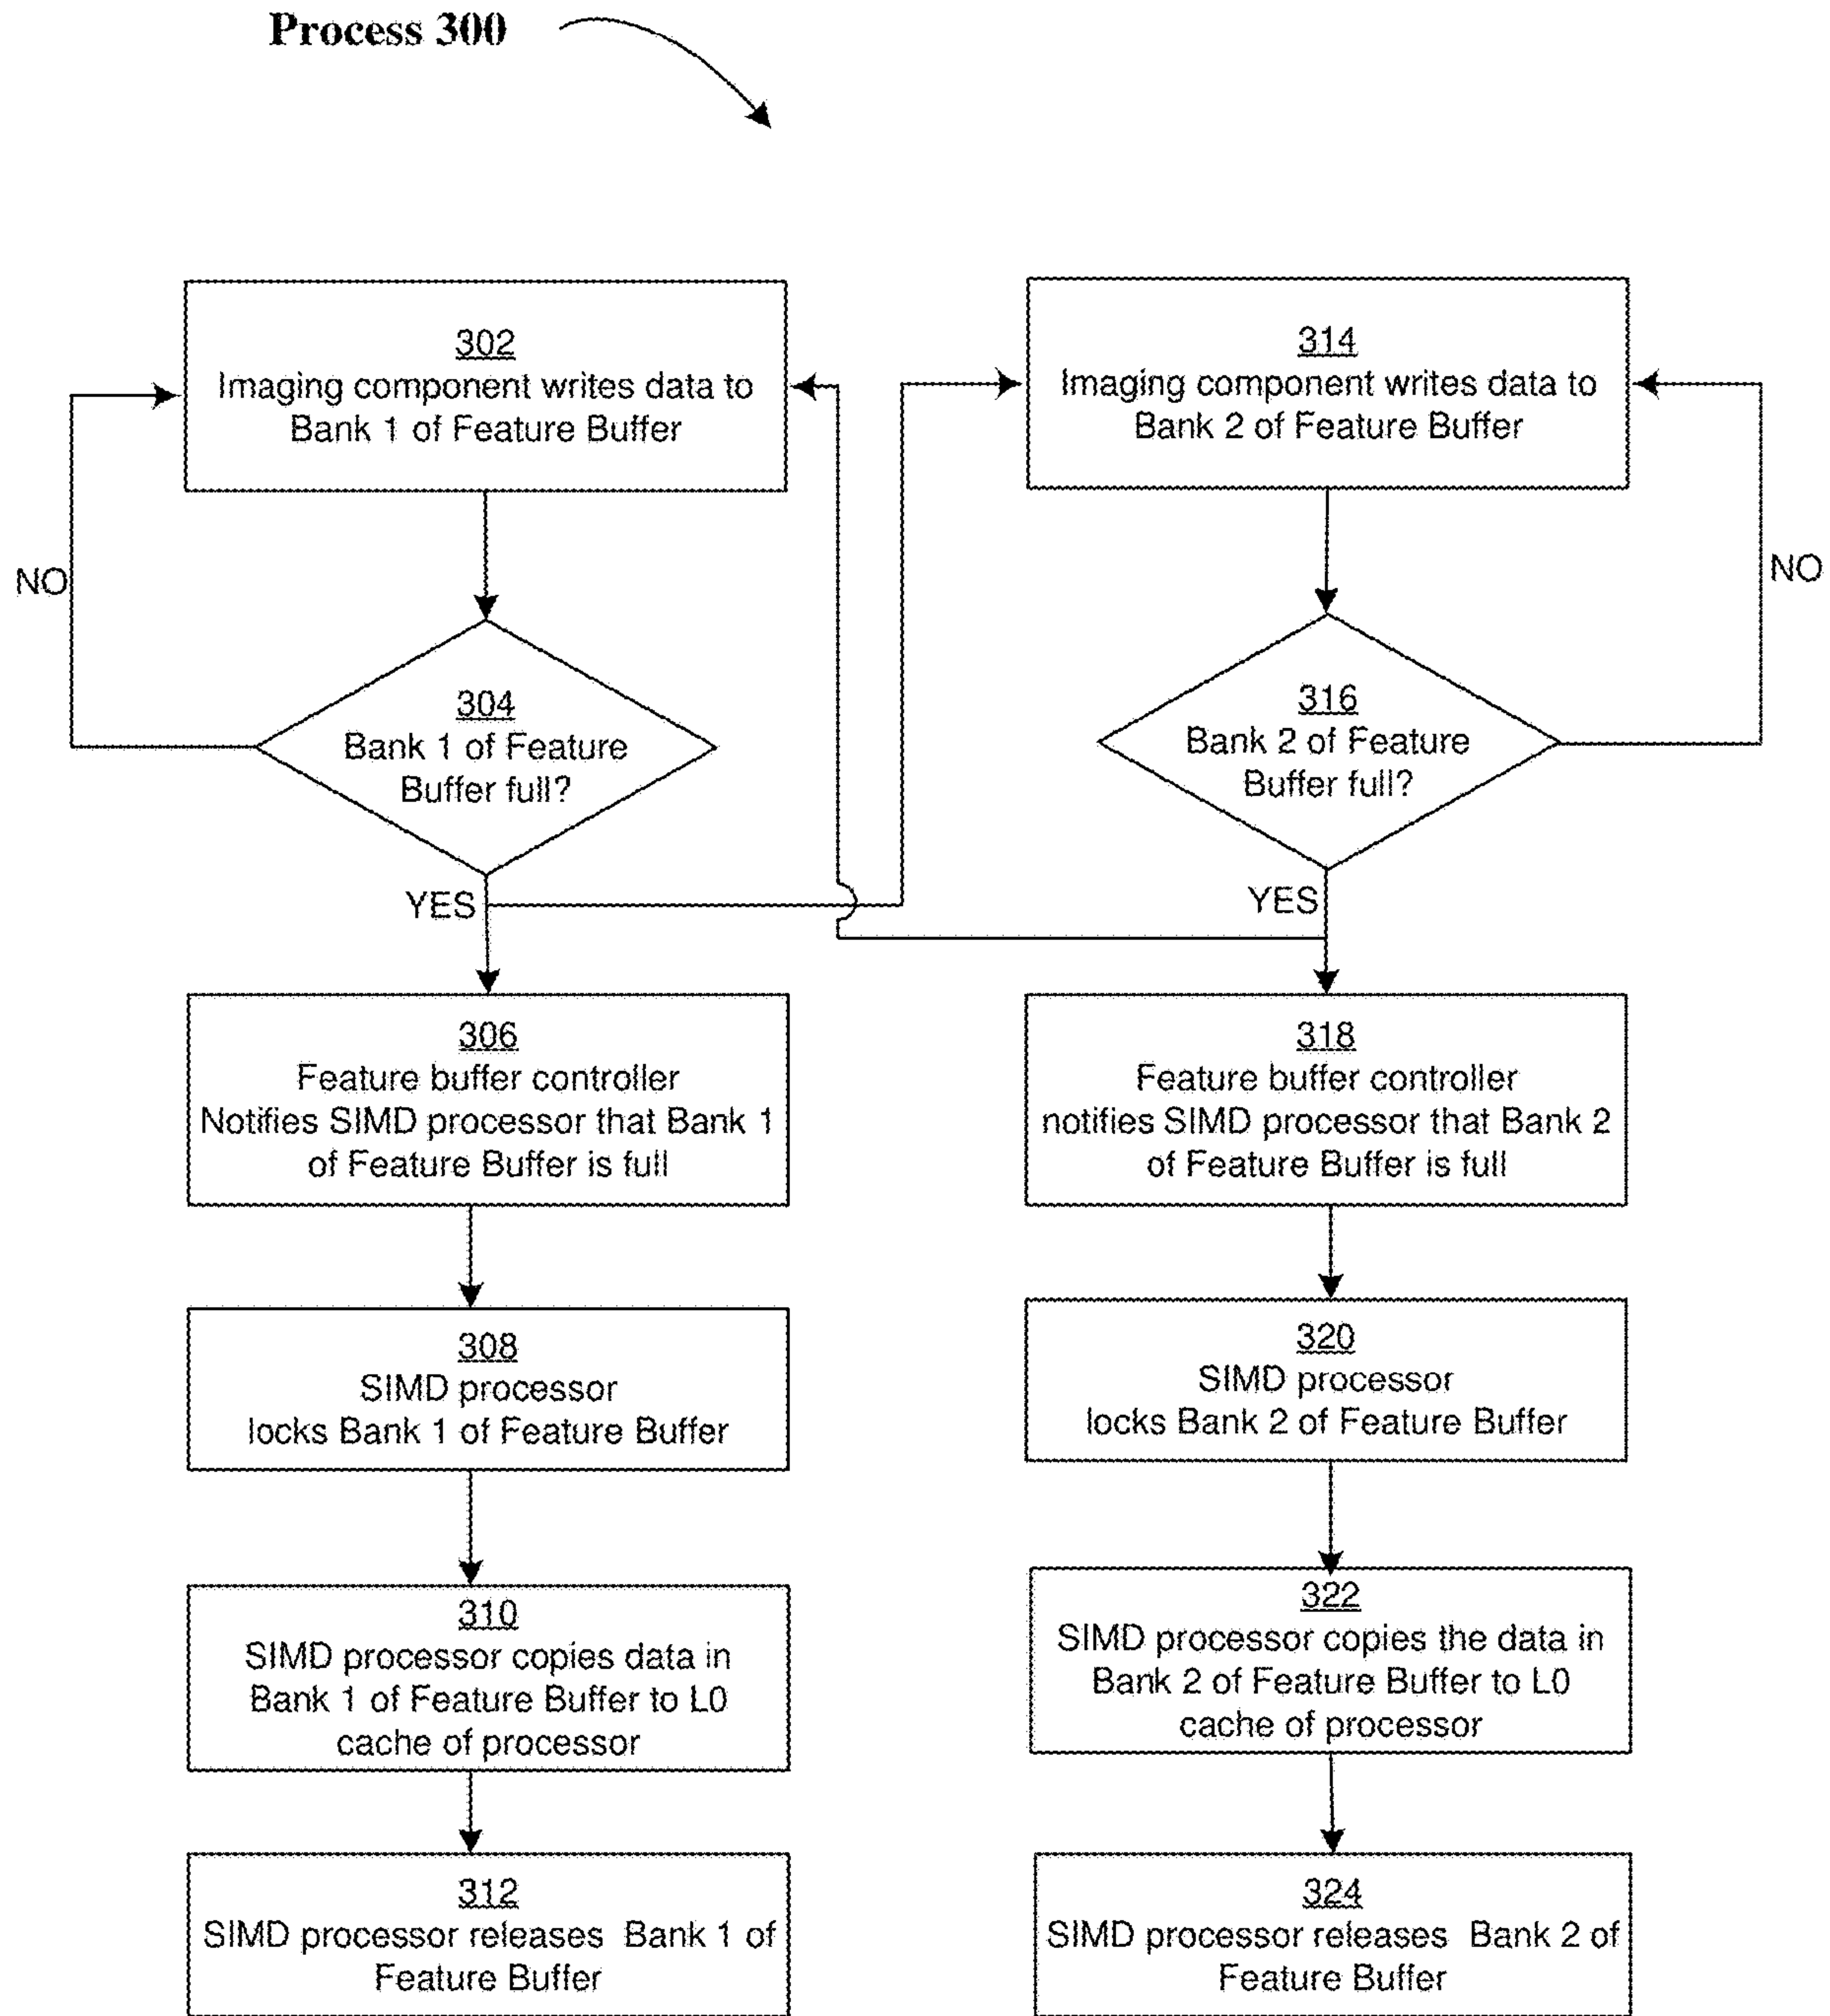 Process 300
302
Imaging component writes data to
Bank 1 of Feature Buffer
NO
304
Bank 1 of Feature
Buffer full?
YES
306
Feature buffer controller
Notifies SIMD processor that Bank 1
of Feature Buffer is full
308
SIMD processor
locks Bank 1 of Feature Buffer
310
SIMD processor copies data in
Bank 1 of Feature Buffer to L0
cache of processor
312
SIMD processor releases Bank 1 of
Feature Buffer
314
Imaging component writes data to
Bank 2 of Feature Buffer
NO
316
Bank 2 of Feature
Buffer full?
YES
318
Feature buffer controller
notifies SIMD processor that Bank 2
of Feature Buffer is full
320
SIMD processor
locks Bank 2 of Feature Buffer
322
SIMD processor copies the data in
Bank 2 of Feature Buffer to L0
cache of processor
324
SIMD processor releases Bank 2 of
Feature Buffer